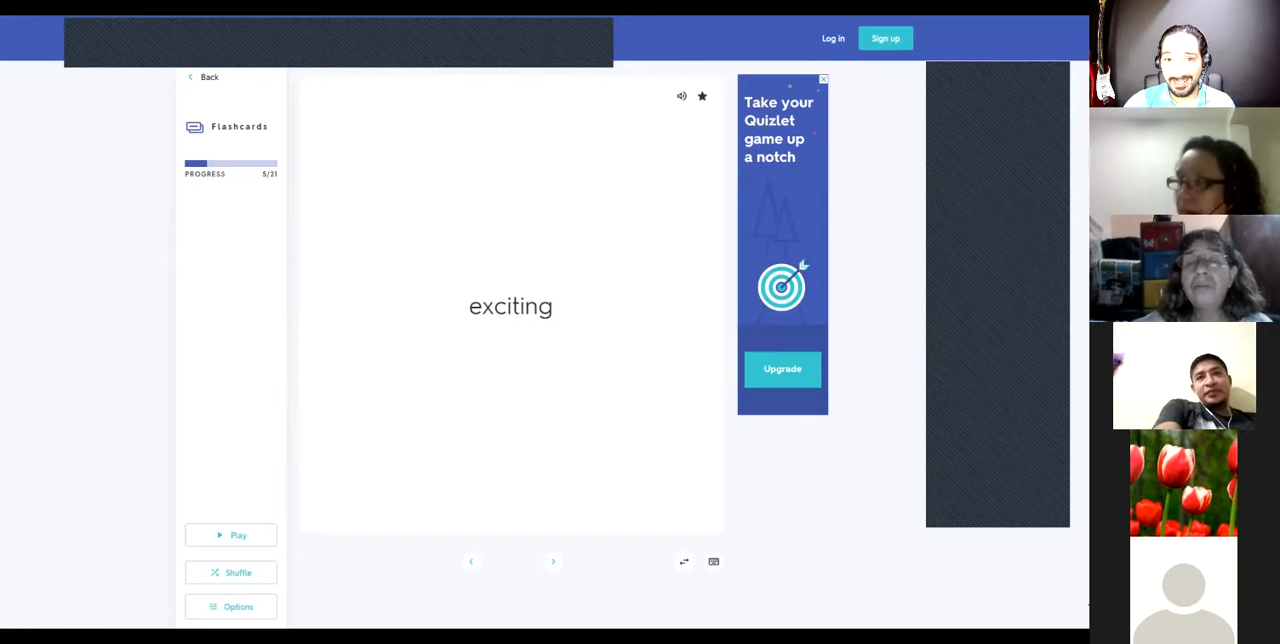 Log in
Sign up
Back
Flashcards
PROGRESS 5/21
exciting
Take your
Quizlet
game up
a notch
Upgrade
Play
Shuffle
Options